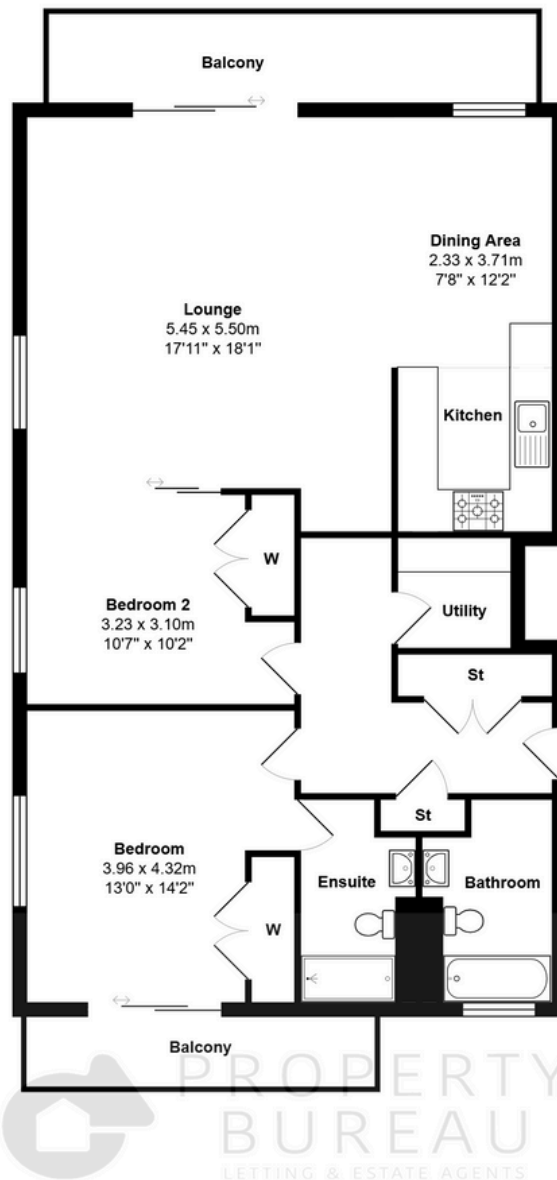 Balcony
Dining Area
2.33 x 3.71m
7'8" x 12'2"
Lounge
5.45 x 5.50m
17'11" x 18'1"
Kitchen
W
Bedroom 2
3.23 x 3.10m
10'7" x 10'2"
Utility
St
St
Bedroom
3.96 x 4.32m
13'0" x 14'2"
Ensuite
Bathroom
W
Balcony
PROPERTY
BUREAU
LETTING & ESTATE AGENTS